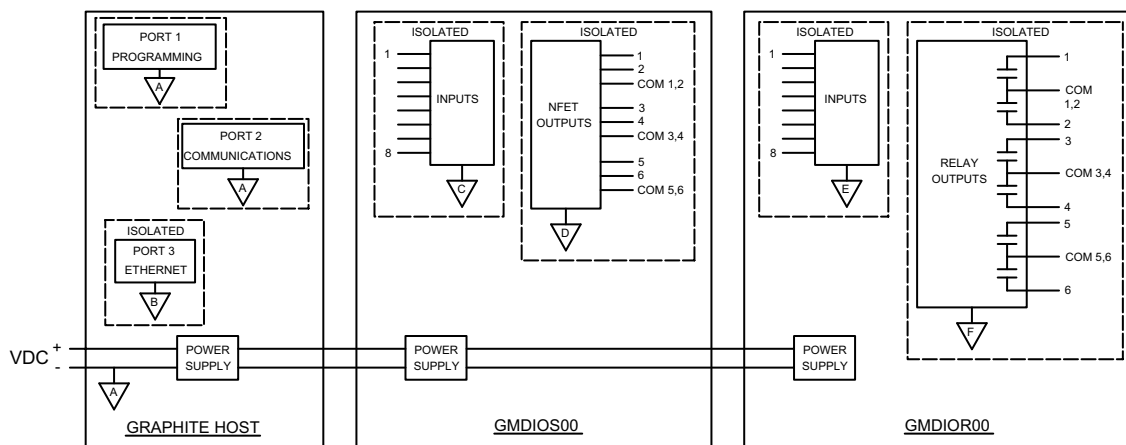 PORT 1
PROGRAMMING
A
PORT 2
COMMUNICATIONS
A
ISOLATED
PORT 3
ETHERNET
B
VDC
+
-
A
POWER
SUPPLY
GRAPHITE HOST
ISOLATED
1
8
INPUTS
C
ISOLATED
NFET
OUTPUTS
1
2
COM 1,2
3
4
COM 3,4
5
6
COM 5,6
D
POWER
SUPPLY
GMDIOS00
ISOLATED
1
8
INPUTS
E
ISOLATED
RELAY
OUTPUTS
1
COM
1,2
2
3
COM 3,4
4
5
COM 5,6
6
F
POWER
SUPPLY
GMDIOR00